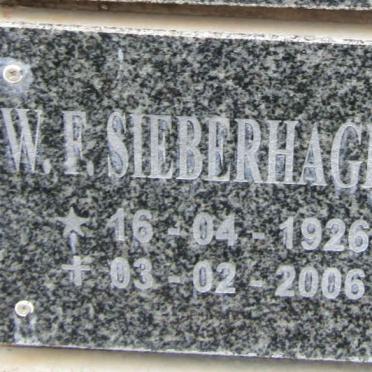 W. F. SIEBERHAG
★ 16 - 04 - 1926
✝ 03 - 02 - 2006